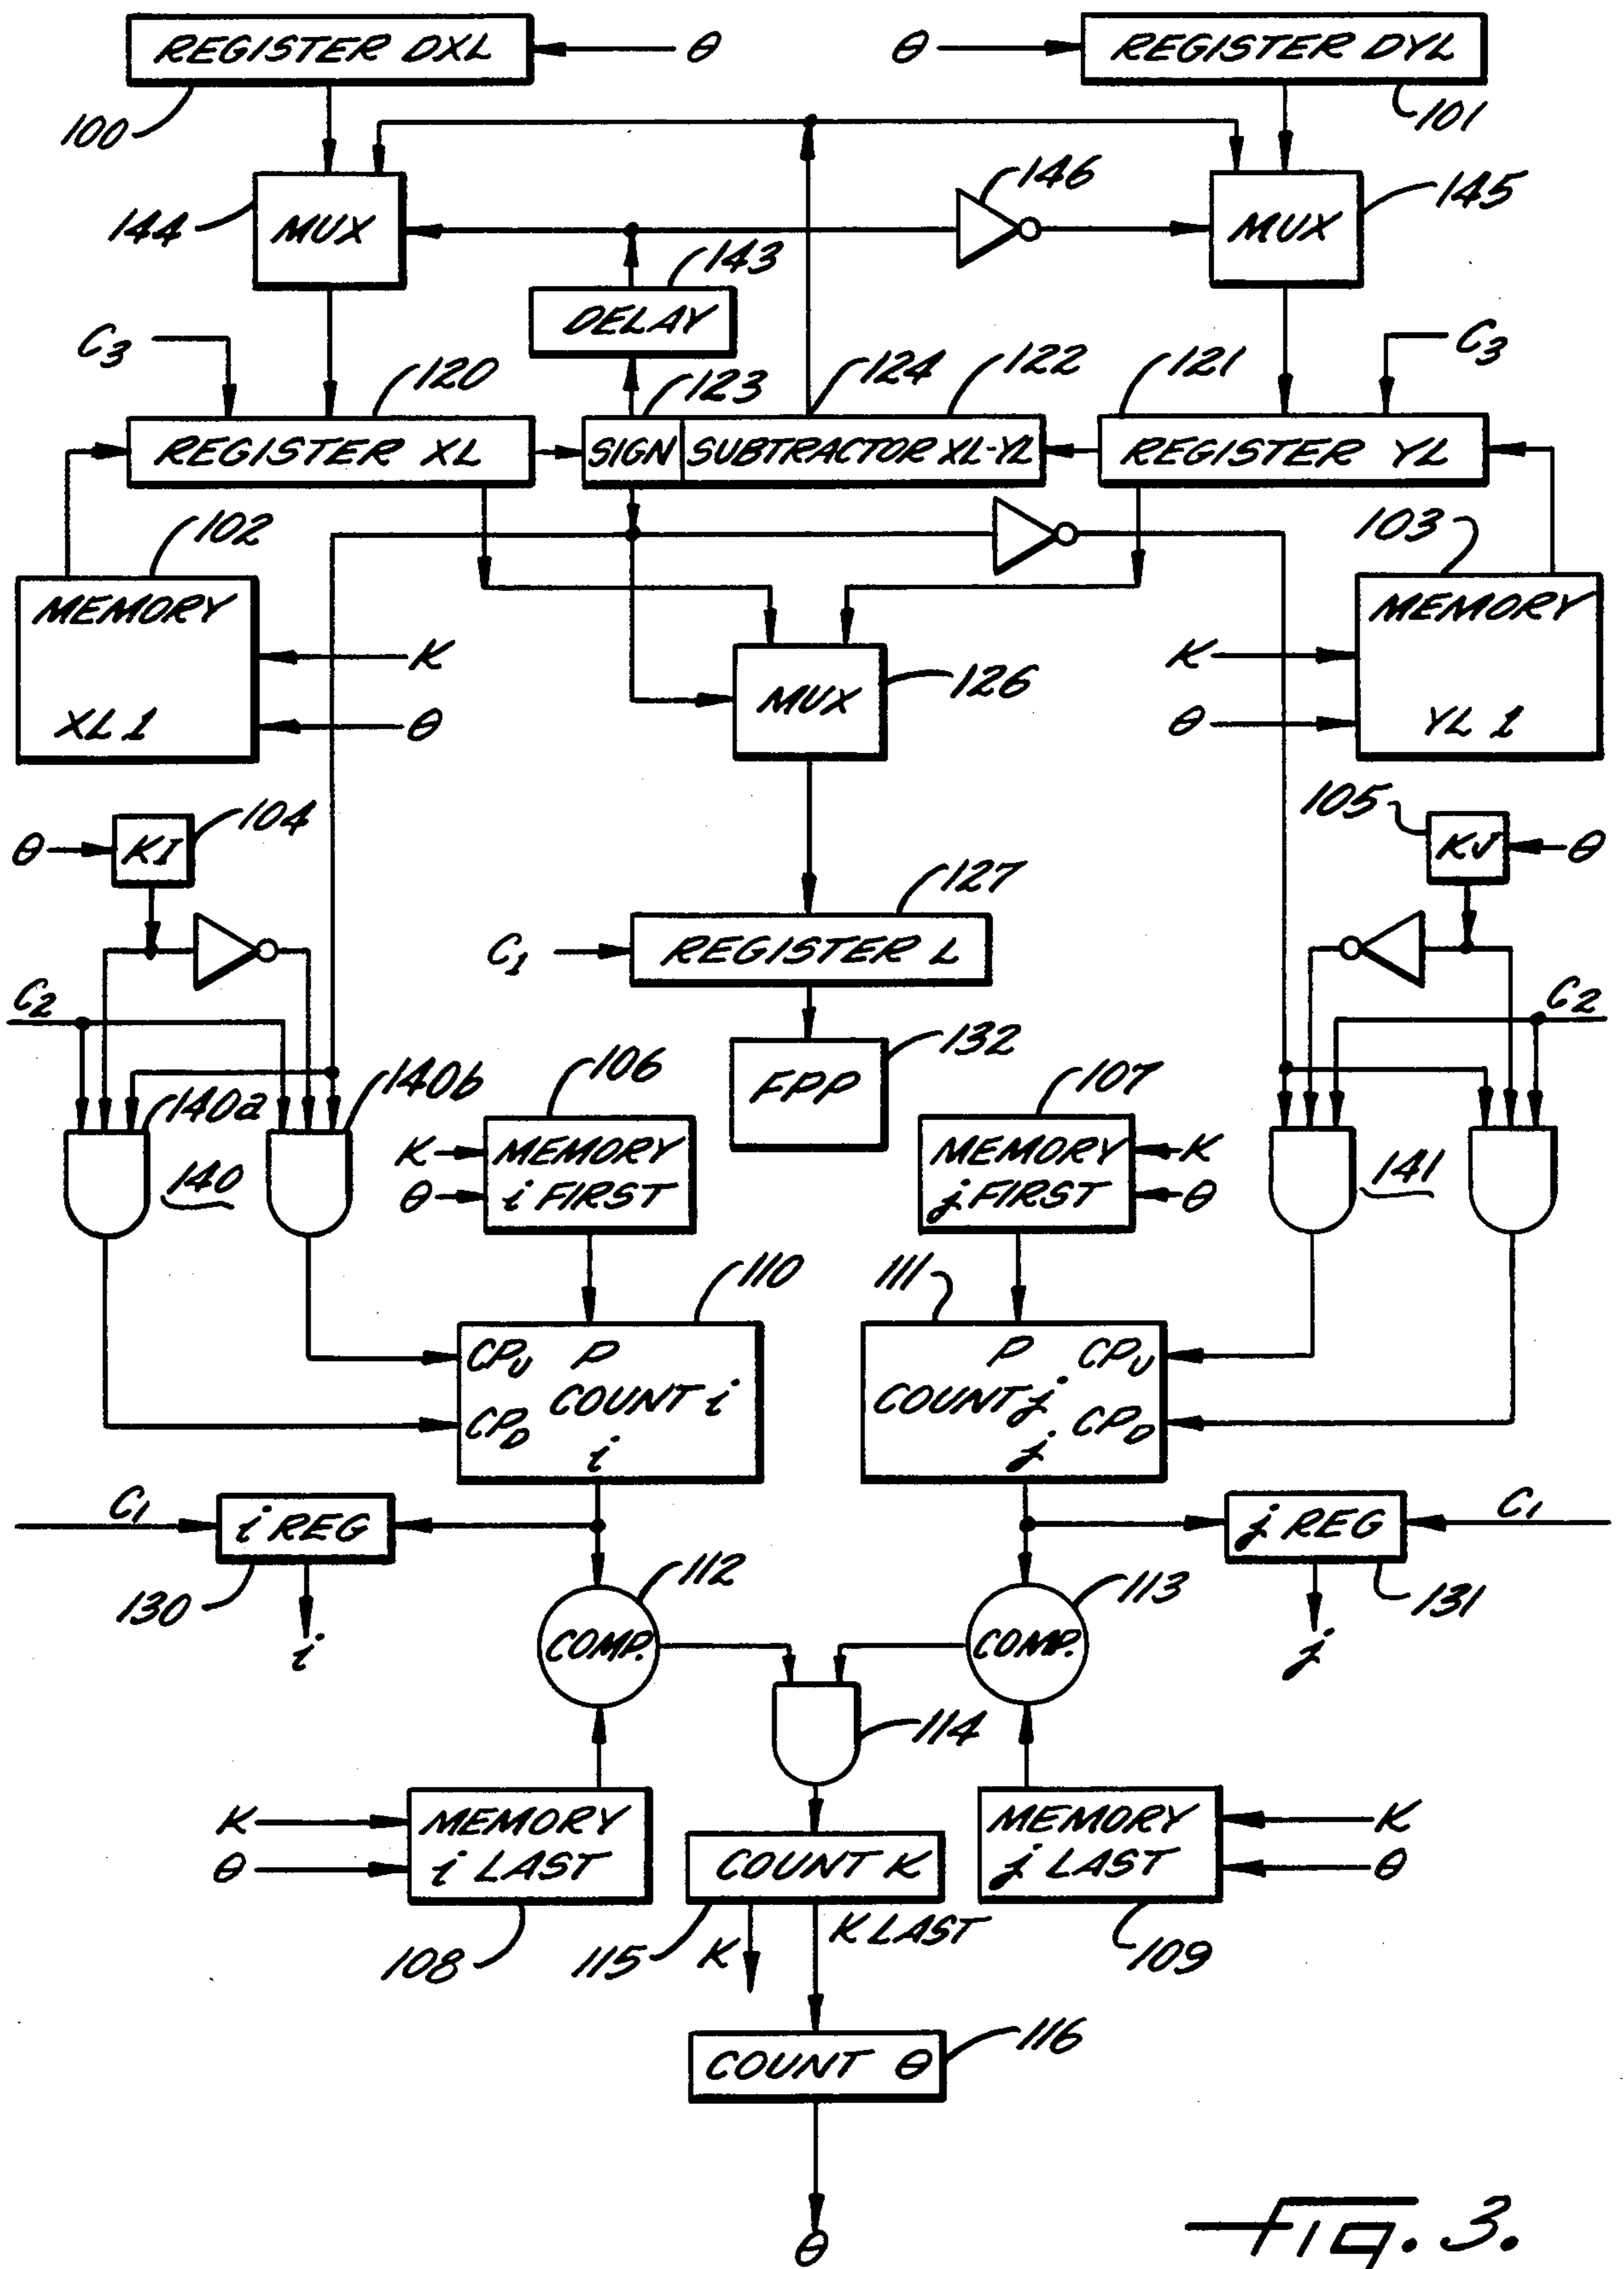 REGISTER DXL
θ
θ
REGISTER DYL
100
101
144
MUX
146
MUX
145
143
DELAY
C3
120
123
124
122
121
C3
REGISTER XL
SIGN
SUBTRACTOR XL-YL
REGISTER YL
102
103
MEMORY
XL 1
K
θ
MUX
126
K
θ
MEMORY
YL 1
θ
KI
104
105
KJ
θ
127
C1
REGISTER L
C2
C2
140a
140b
106
FPP
132
107
140
K
θ
MEMORY
i FIRST
MEMORY
j FIRST
K
θ
141
110
111
CPU P
COUNT i
CPD
i
P CPU
COUNT j
CPD
j
C1
i REG
j REG
C1
130
i
112
113
131
j
COMP.
COMP.
114
K
θ
MEMORY
i LAST
COUNT K
MEMORY
j LAST
K
θ
108
115
K
K LAST
109
COUNT θ
116
θ
FIG. 3.